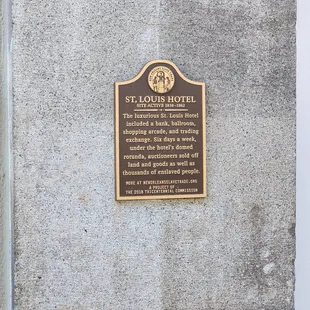 ST. LOUIS HOTEL
SITE ACTIVE 1838-1862
The luxurious St. Louis Hotel
included a bank, ballroom,
shopping arcade, and trading
exchange. Six days a week,
under the hotel's domed
rotunda, auctioneers sold off
land and goods as well as
thousands of enslaved people.
MORE AT NEWORLEANSSLAVETRADE.ORG
A PROJECT OF
THE 2018 TRICENTENNIAL COMMISSION